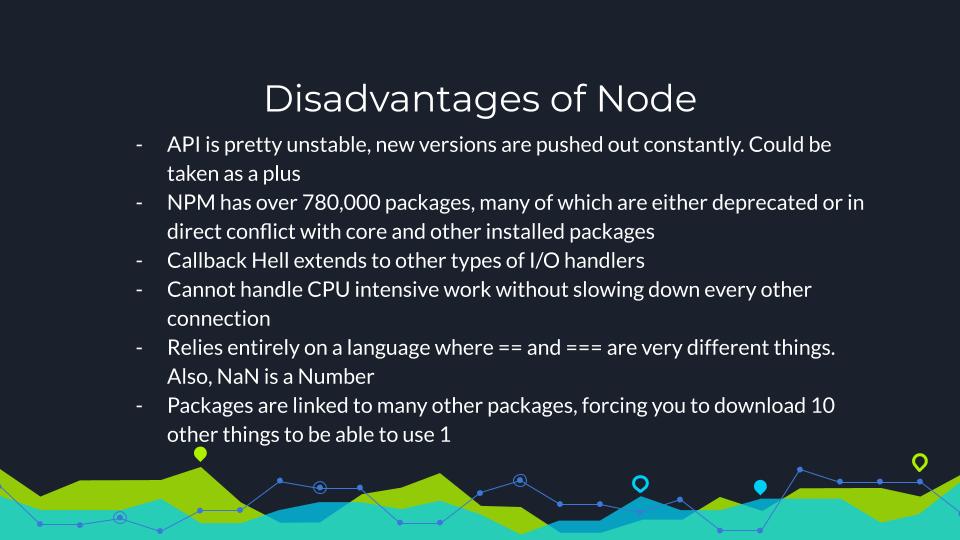 Disadvantages of Node
- API is pretty unstable, new versions are pushed out constantly. Could be
taken as a plus
- NPM has over 780,000 packages, many of which are either deprecated or in
direct conflict with core and other installed packages
- Callback Hell extends to other types of I/O handlers
- Cannot handle CPU intensive work without slowing down every other
connection
- Relies entirely on a language where == and === are very different things.
Also, NaN is a Number
- Packages are linked to many other packages, forcing you to download 10
other things to be able to use 1